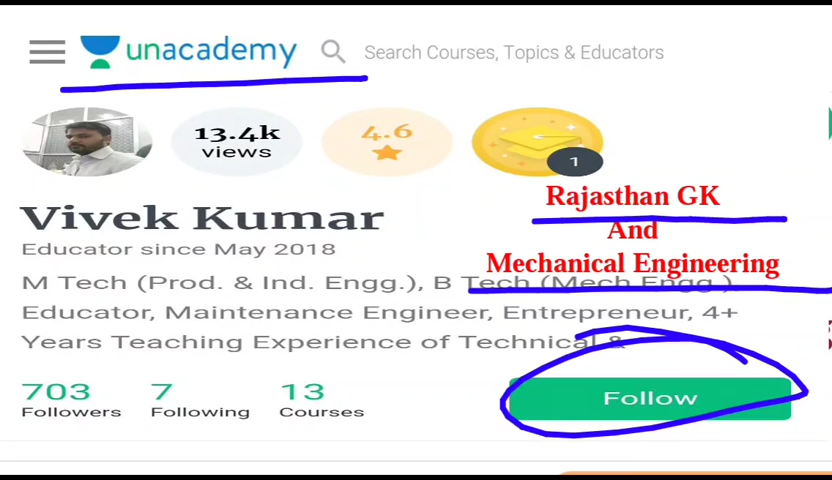 unacademy
Search Courses, Topics & Educators
13.4k
views
4.6
1
Rajasthan GK
And
Mechanical Engineering
Vivek Kumar
Educator since May 2018
M Tech (Prod. & Ind. Engg.), B Tech (Mech Engg.)
Educator, Maintenance Engineer, Entrepreneur, 4+
Years Teaching Experience of Technical &
703 7 13
Followers Following Courses
Follow